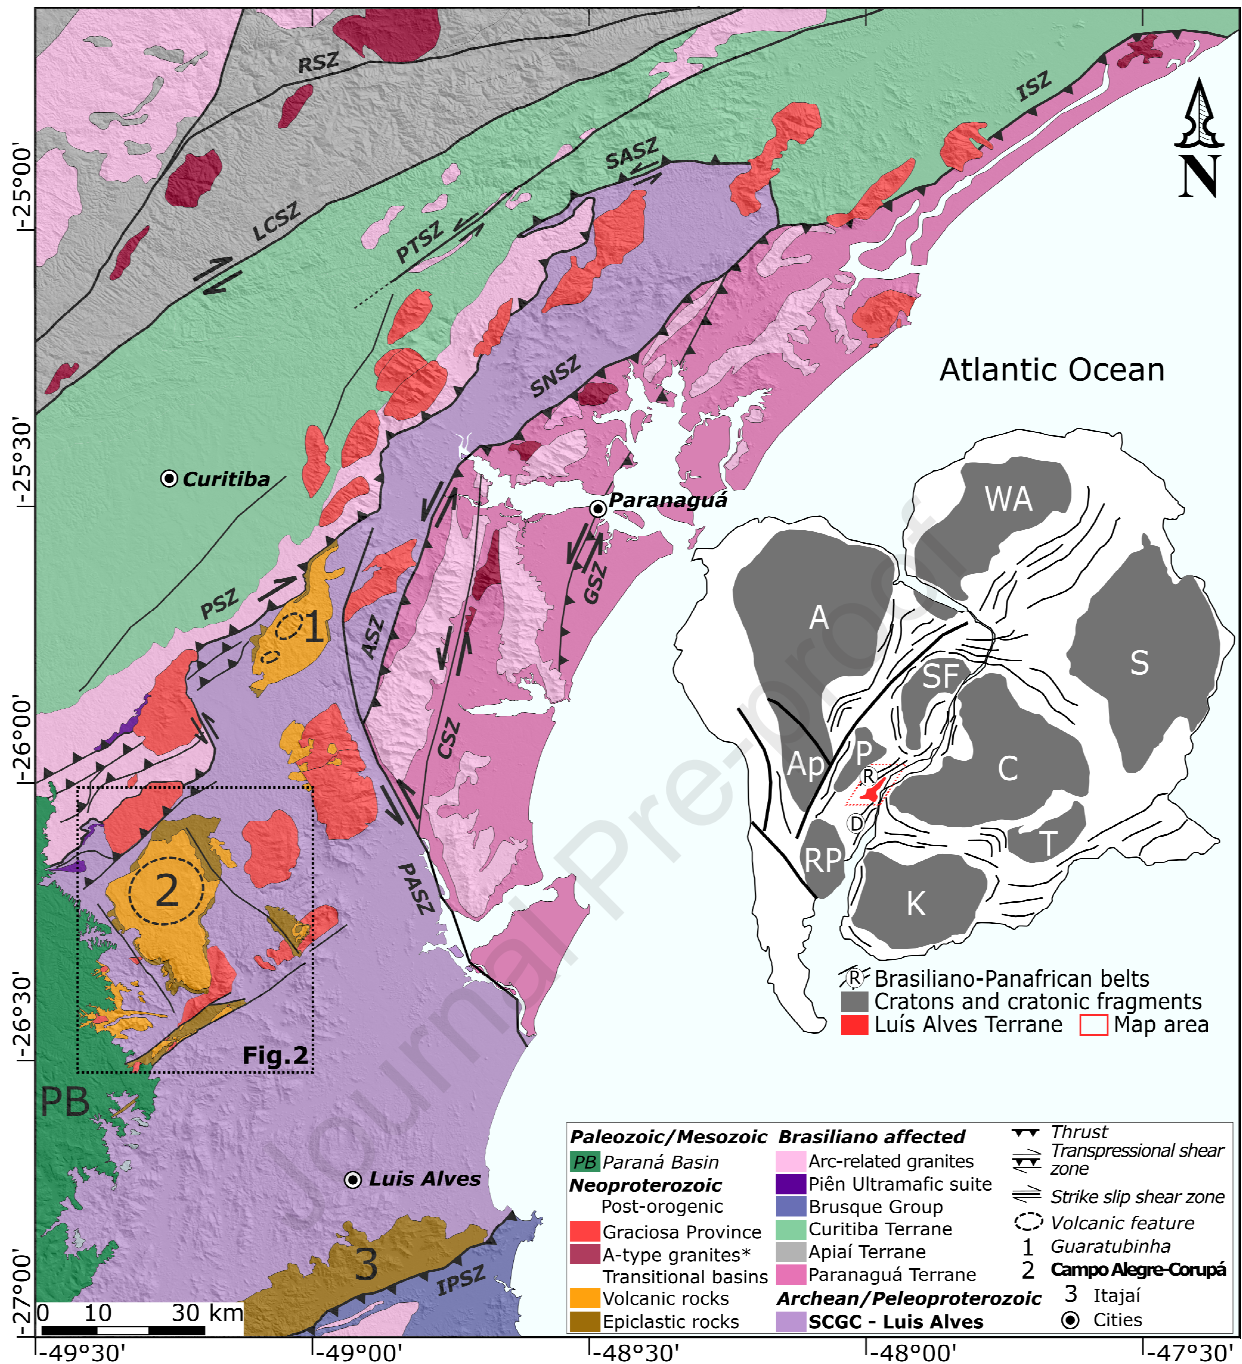 RSZ
ISZ
N
-25°00'
SASZ
LCSZ
PTSZ
SNSZ
Atlantic Ocean
-25°30'
Curitiba
Paranaguá
GSZ
PSZ
1
ASZ
CSZ
-26°00'
PASZ
2
Fig.2
-26°30'
PB
Luis Alves
3
IPSZ
-27°00'
0 10 30 km
-49°30' -49°00' -48°30' -48°00' -47°30'
WA
A
S
SF
Ap
P
R
C
D
RP
T
K
R Brasiliano-Panafrican belts
Cratons and cratonic fragments
Luís Alves Terrane Map area
Journal Pre-proof
Paleozoic/Mesozoic
PB Paraná Basin
Neoproterozoic
Post-orogenic
Graciosa Province
A-type granites*
Transitional basins
Volcanic rocks
Epiclastic rocks
Brasiliano affected
Arc-related granites
Piên Ultramafic suite
Brusque Group
Curitiba Terrane
Apiaí Terrane
Paranaguá Terrane
Archean/Peleoproterozoic
SCGC - Luis Alves
Thrust
Transpressional shear
zone
Strike slip shear zone
Volcanic feature
1 Guaratubinha
2 Campo Alegre-Corupá
3 Itajaí
Cities